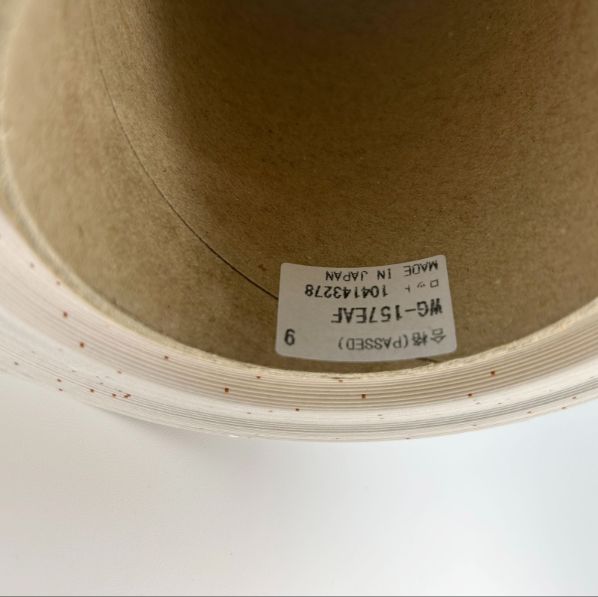 合格(PASSED) 9
WG-157EAF
ロット 104143278
MADE IN JAPAN